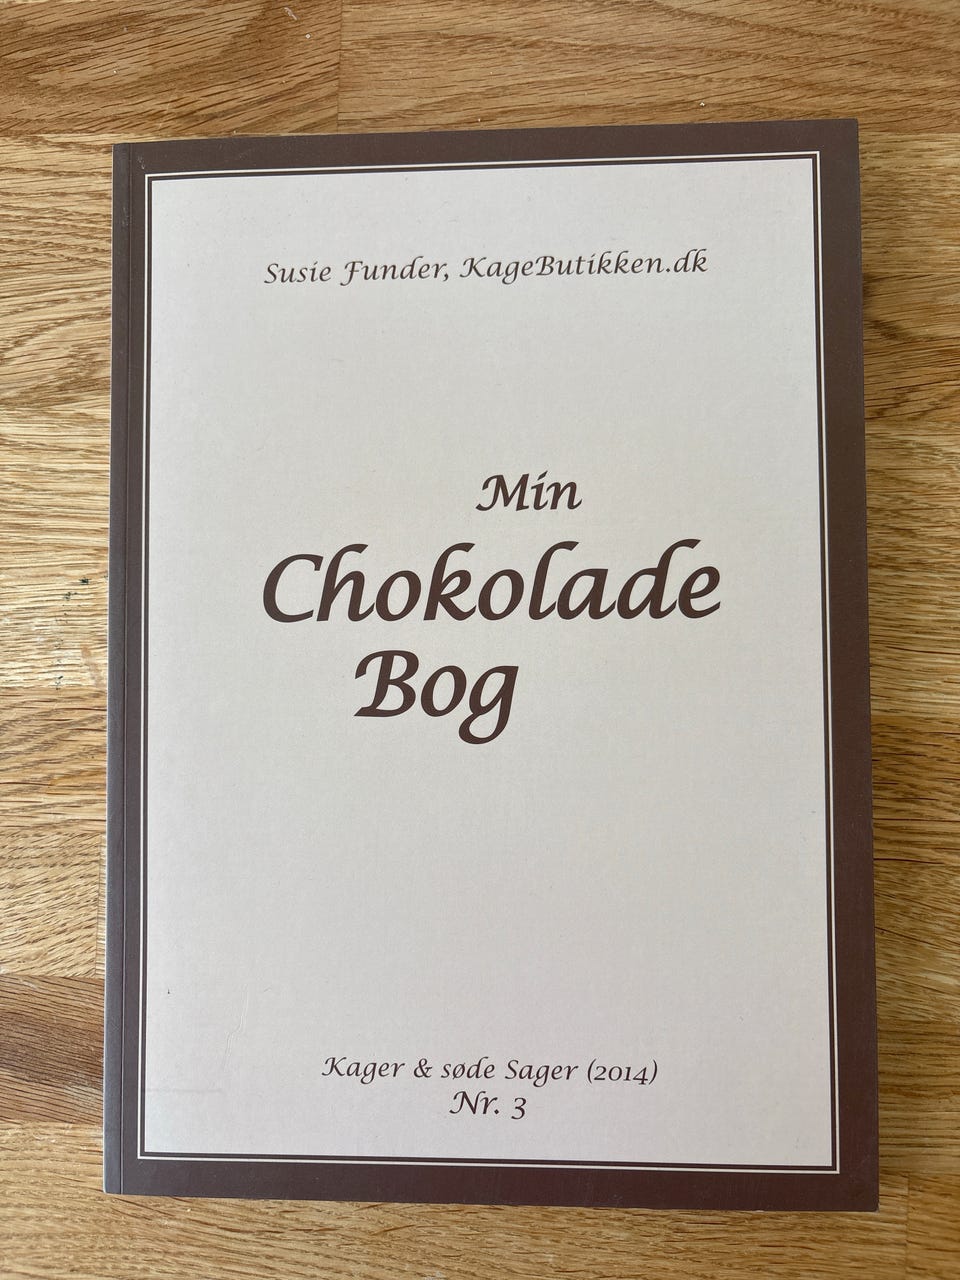 Susie Funder, KageButikken.dk
Min
Chokolade
Bog
Kager & søde Sager (2014)
Nr. 3